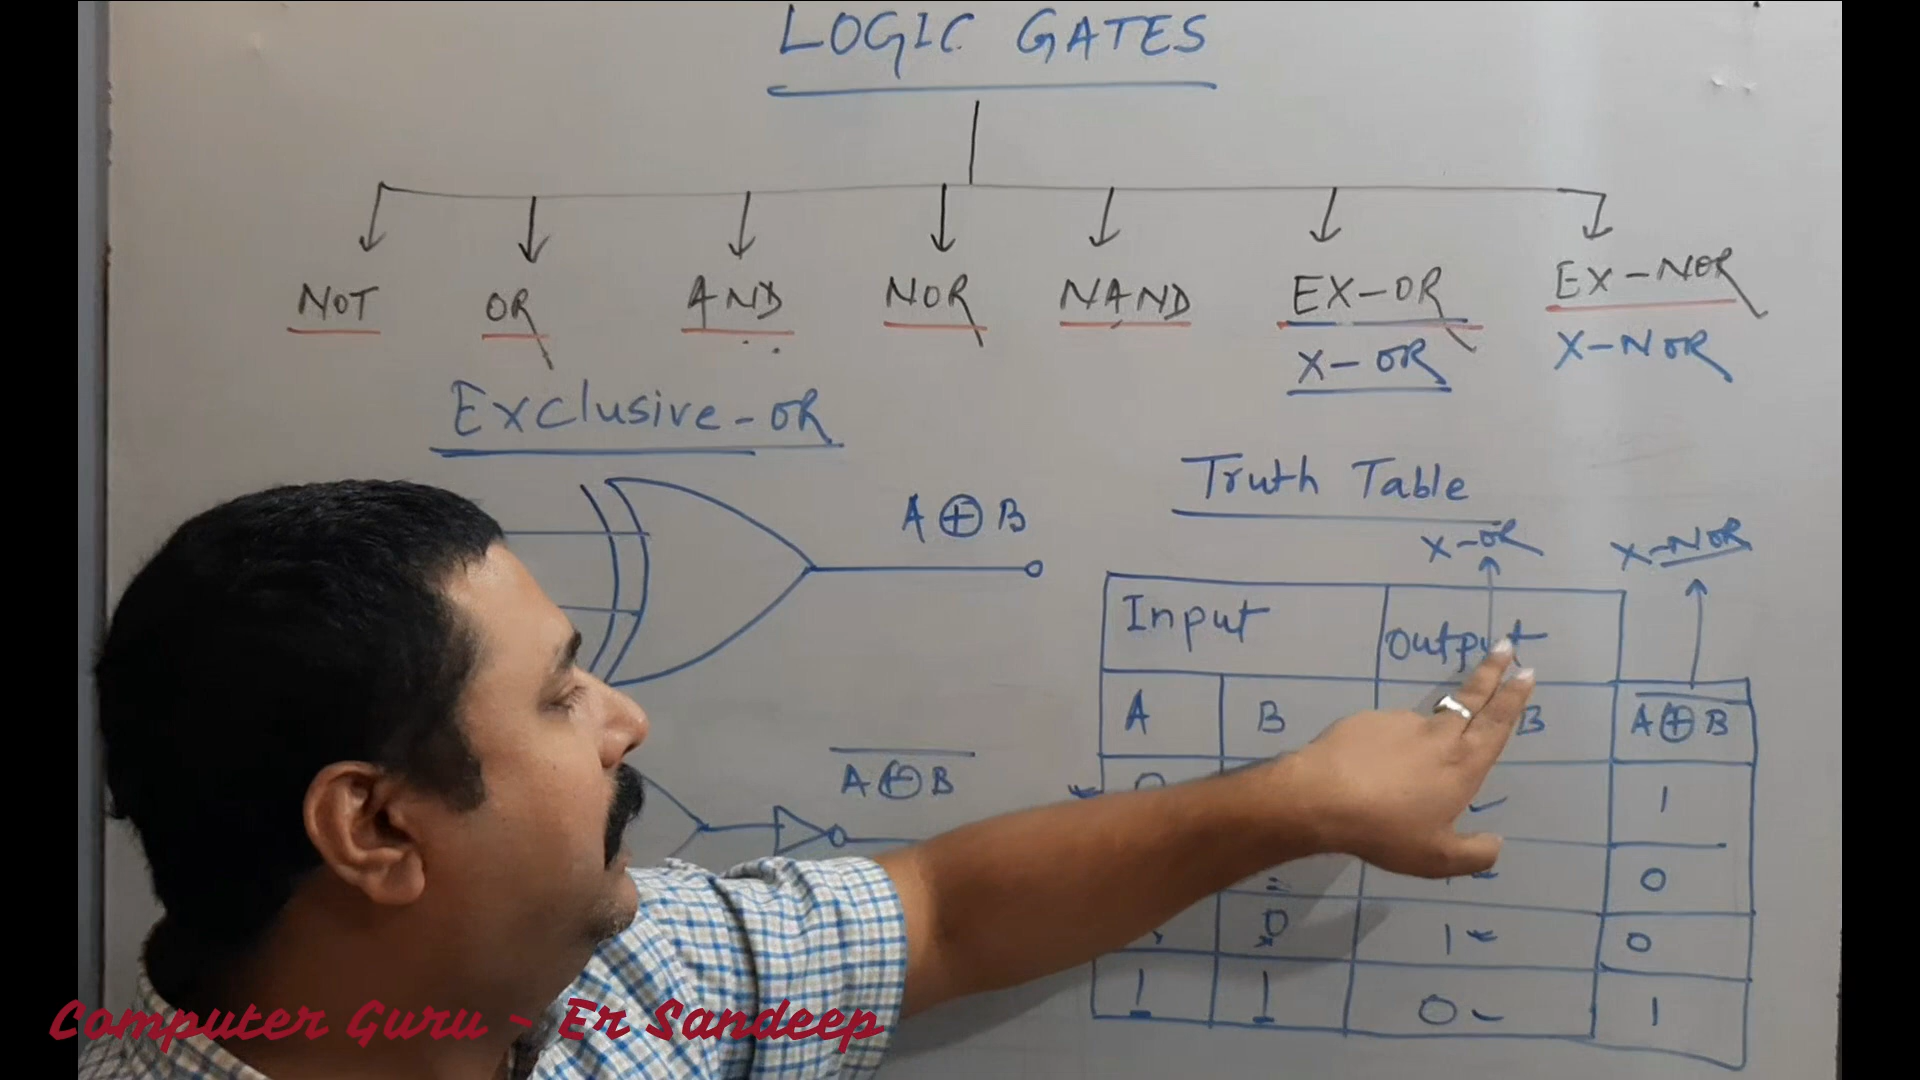 LOGIC GATES
NOT OR AND NOR NAND EX-OR EX-NOR
X-OR X-NOR
Exclusive-OR
A ⊕ B
Truth Table
X-OR X-NOR
Input Output
A B B A⊕B
A⊕B
1
0
0 1 0
1 1 0 1
Computer Guru - Er Sandeep